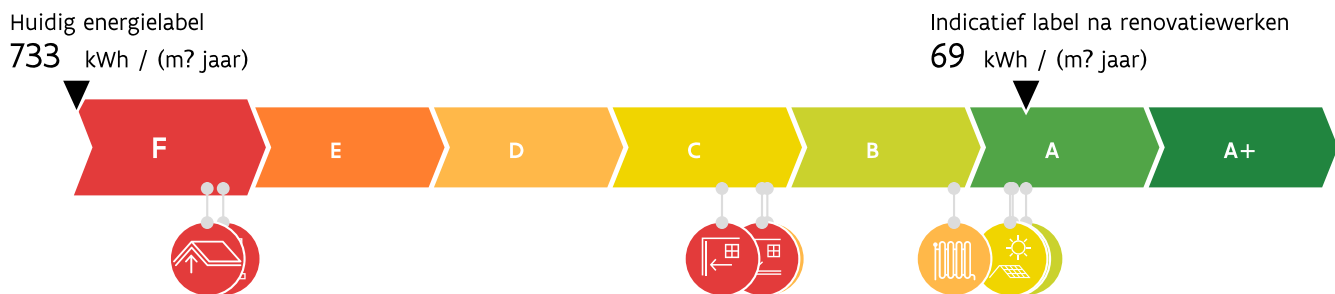 Huidig energielabel
733 kWh / (m? jaar)
Indicatief label na renovatiewerken
69 kWh / (m? jaar)
F E D C B A A+